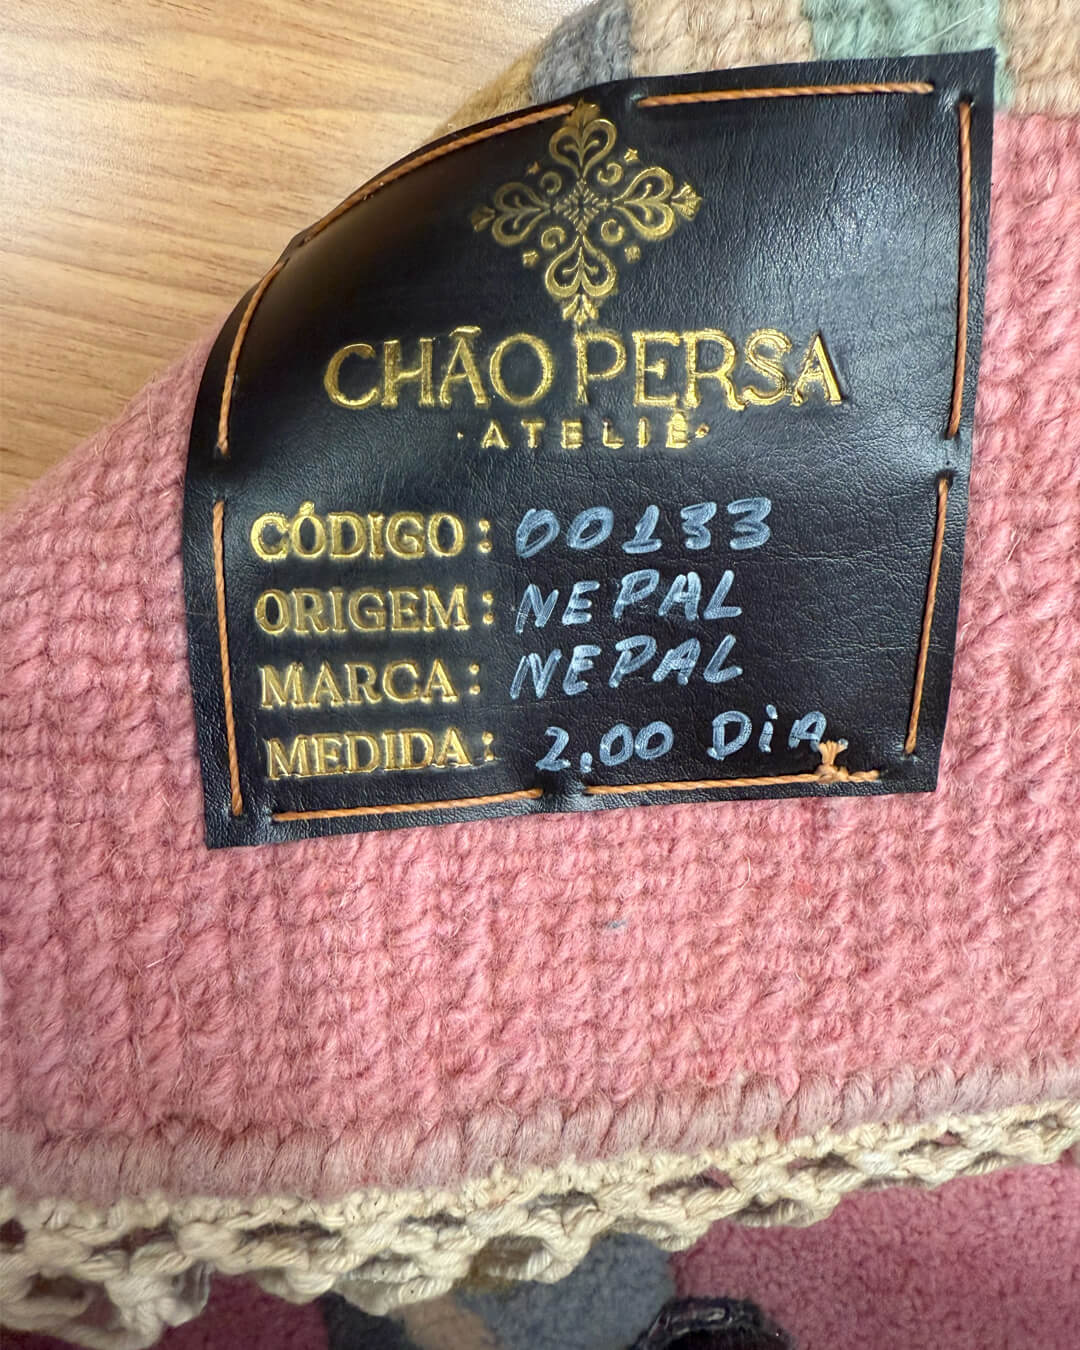 CHÃO PERSA
· ATELIÊ ·
CÓDIGO: 00133
ORIGEM: NEPAL
MARCA: NEPAL
MEDIDA: 2,00 DiA.